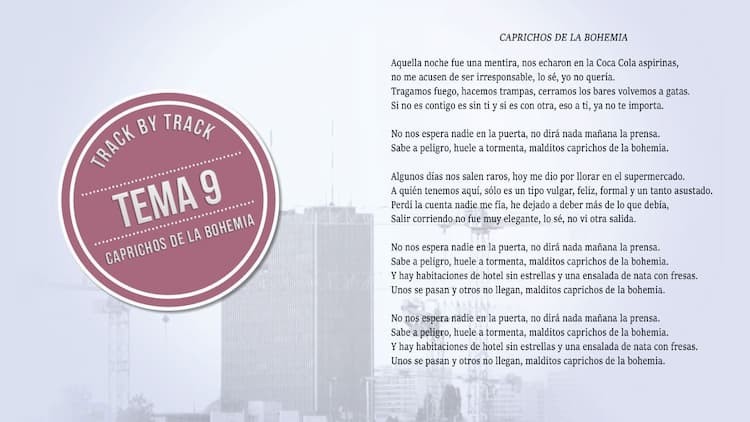 TRACK BY TRACK
TEMA 9
CAPRICHOS DE LA BOHEMIA
CAPRICHOS DE LA BOHEMIA
Aquella noche fue una mentira, nos echaron en la Coca Cola aspirinas,
no me acusen de ser irresponsable, lo sé, yo no quería.
Tragamos fuego, hacemos trampas, cerramos los bares volvemos a gatas.
Si no es contigo es sin ti y si es con otra, eso a ti, ya no te importa.
No nos espera nadie en la puerta, no dirá nada mañana la prensa.
Sabe a peligro, huele a tormenta, malditos caprichos de la bohemia.
Algunos días nos salen raros, hoy me dio por llorar en el supermercado.
A quién tenemos aquí, sólo es un tipo vulgar, feliz, formal y un tanto asustado.
Perdí la cuenta nadie me fía, he dejado a deber más de lo que debía,
Salir corriendo no fue muy elegante, lo sé, no vi otra salida.
No nos espera nadie en la puerta, no dirá nada mañana la prensa.
Sabe a peligro, huele a tormenta, malditos caprichos de la bohemia.
Y hay habitaciones de hotel sin estrellas y una ensalada de nata con fresas.
Unos se pasan y otros no llegan, malditos caprichos de la bohemia.
No nos espera nadie en la puerta, no dirá nada mañana la prensa.
Sabe a peligro, huele a tormenta, malditos caprichos de la bohemia.
Y hay habitaciones de hotel sin estrellas y una ensalada de nata con fresas.
Unos se pasan y otros no llegan, malditos caprichos de la bohemia.